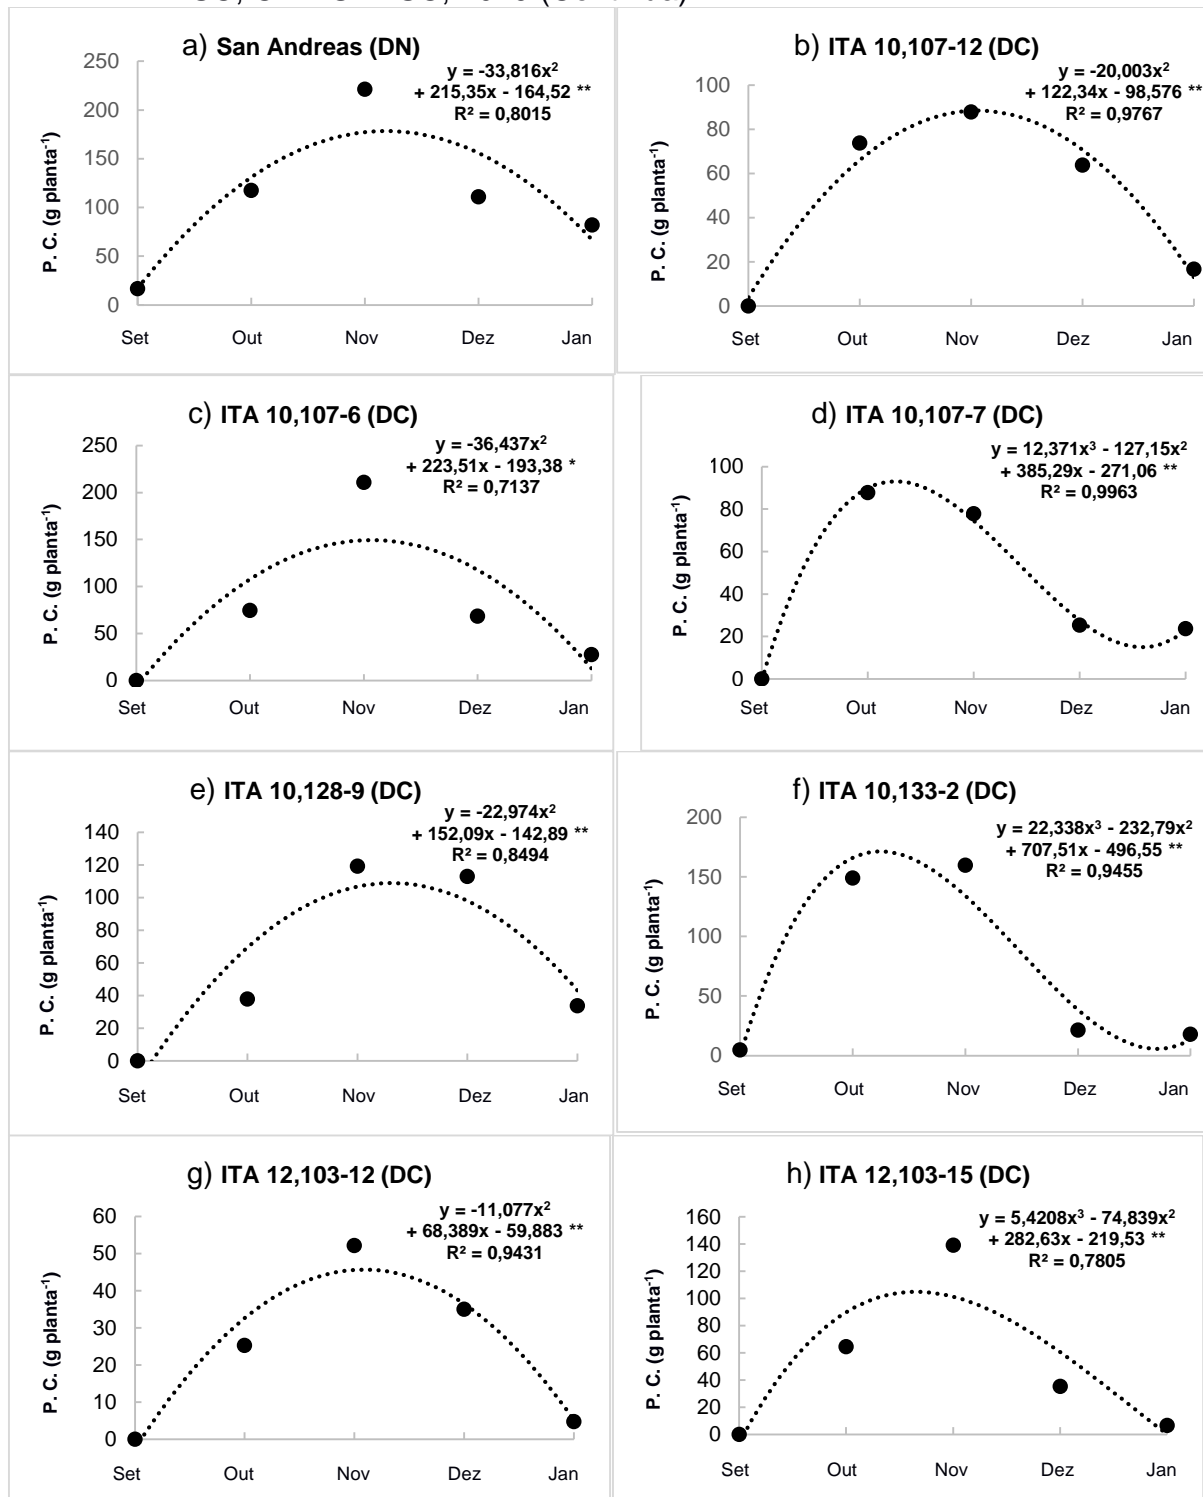 a) San Andreas (DN)
y = -33,816x²
+ 215,35x - 164,52 **
R² = 0,8015
P. C. (g planta⁻¹)
250
200
150
100
50
0
Set Out Nov Dez Jan
b) ITA 10,107-12 (DC)
y = -20,003x²
+ 122,34x - 98,576 **
R² = 0,9767
P. C. (g planta⁻¹)
100
80
60
40
20
0
Set Out Nov Dez Jan
c) ITA 10,107-6 (DC)
y = -36,437x²
+ 223,51x - 193,38 *
R² = 0,7137
P. C. (g planta⁻¹)
250
200
150
100
50
0
Set Out Nov Dez Jan
d) ITA 10,107-7 (DC)
y = 12,371x³ - 127,15x²
+ 385,29x - 271,06 **
R² = 0,9963
P. C. (g planta⁻¹)
100
80
60
40
20
0
Set Out Nov Dez Jan
e) ITA 10,128-9 (DC)
y = -22,974x²
+ 152,09x - 142,89 **
R² = 0,8494
P. C. (g planta⁻¹)
140
120
100
80
60
40
20
0
Set Out Nov Dez Jan
f) ITA 10,133-2 (DC)
y = 22,338x³ - 232,79x²
+ 707,51x - 496,55 **
R² = 0,9455
P. C. (g planta⁻¹)
200
150
100
50
0
Set Out Nov Dez Jan
g) ITA 12,103-12 (DC)
y = -11,077x²
+ 68,389x - 59,883 **
R² = 0,9431
P. C. (g planta⁻¹)
60
50
40
30
20
10
0
Set Out Nov Dez Jan
h) ITA 12,103-15 (DC)
y = 5,4208x³ - 74,839x²
+ 282,63x - 219,53 **
R² = 0,7805
P. C. (g planta⁻¹)
160
140
120
100
80
60
40
20
0
Set Out Nov Dez Jan